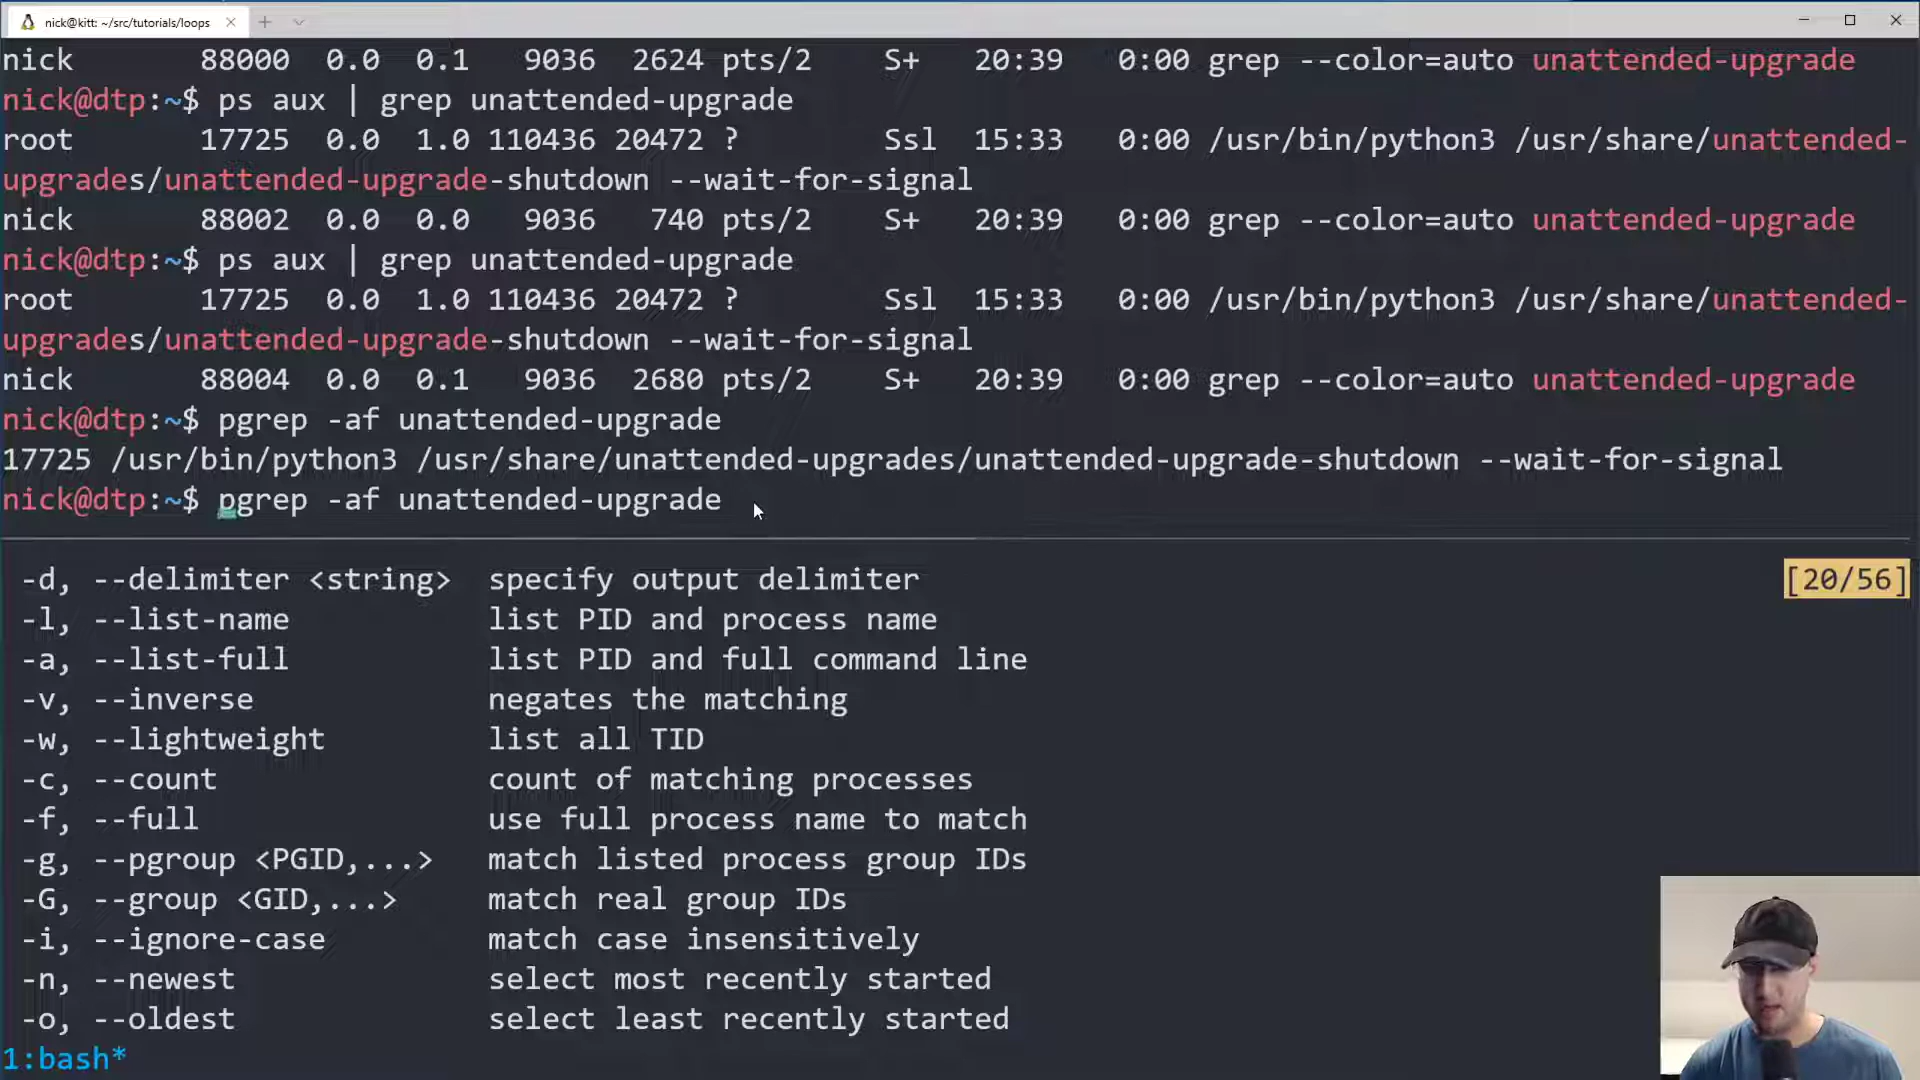 nick@kitt: ~/src/tutorials/loops
nick 88000 0.0 0.1 9036 2624 pts/2 S+ 20:39 0:00 grep --color=auto unattended-upgrade
nick@dtp:~$ ps aux | grep unattended-upgrade
root 17725 0.0 1.0 110436 20472 ? Ssl 15:33 0:00 /usr/bin/python3 /usr/share/unattended-
upgrades/unattended-upgrade-shutdown --wait-for-signal
nick 88002 0.0 0.0 9036 740 pts/2 S+ 20:39 0:00 grep --color=auto unattended-upgrade
nick@dtp:~$ ps aux | grep unattended-upgrade
root 17725 0.0 1.0 110436 20472 ? Ssl 15:33 0:00 /usr/bin/python3 /usr/share/unattended-
upgrades/unattended-upgrade-shutdown --wait-for-signal
nick 88004 0.0 0.1 9036 2680 pts/2 S+ 20:39 0:00 grep --color=auto unattended-upgrade
nick@dtp:~$ pgrep -af unattended-upgrade
17725 /usr/bin/python3 /usr/share/unattended-upgrades/unattended-upgrade-shutdown --wait-for-signal
nick@dtp:~$ pgrep -af unattended-upgrade
-d, --delimiter <string> specify output delimiter [20/56]
-l, --list-name list PID and process name
-a, --list-full list PID and full command line
-v, --inverse negates the matching
-w, --lightweight list all TID
-c, --count count of matching processes
-f, --full use full process name to match
-g, --pgroup <PGID,...> match listed process group IDs
-G, --group <GID,...> match real group IDs
-i, --ignore-case match case insensitively
-n, --newest select most recently started
-o, --oldest select least recently started
1:bash*